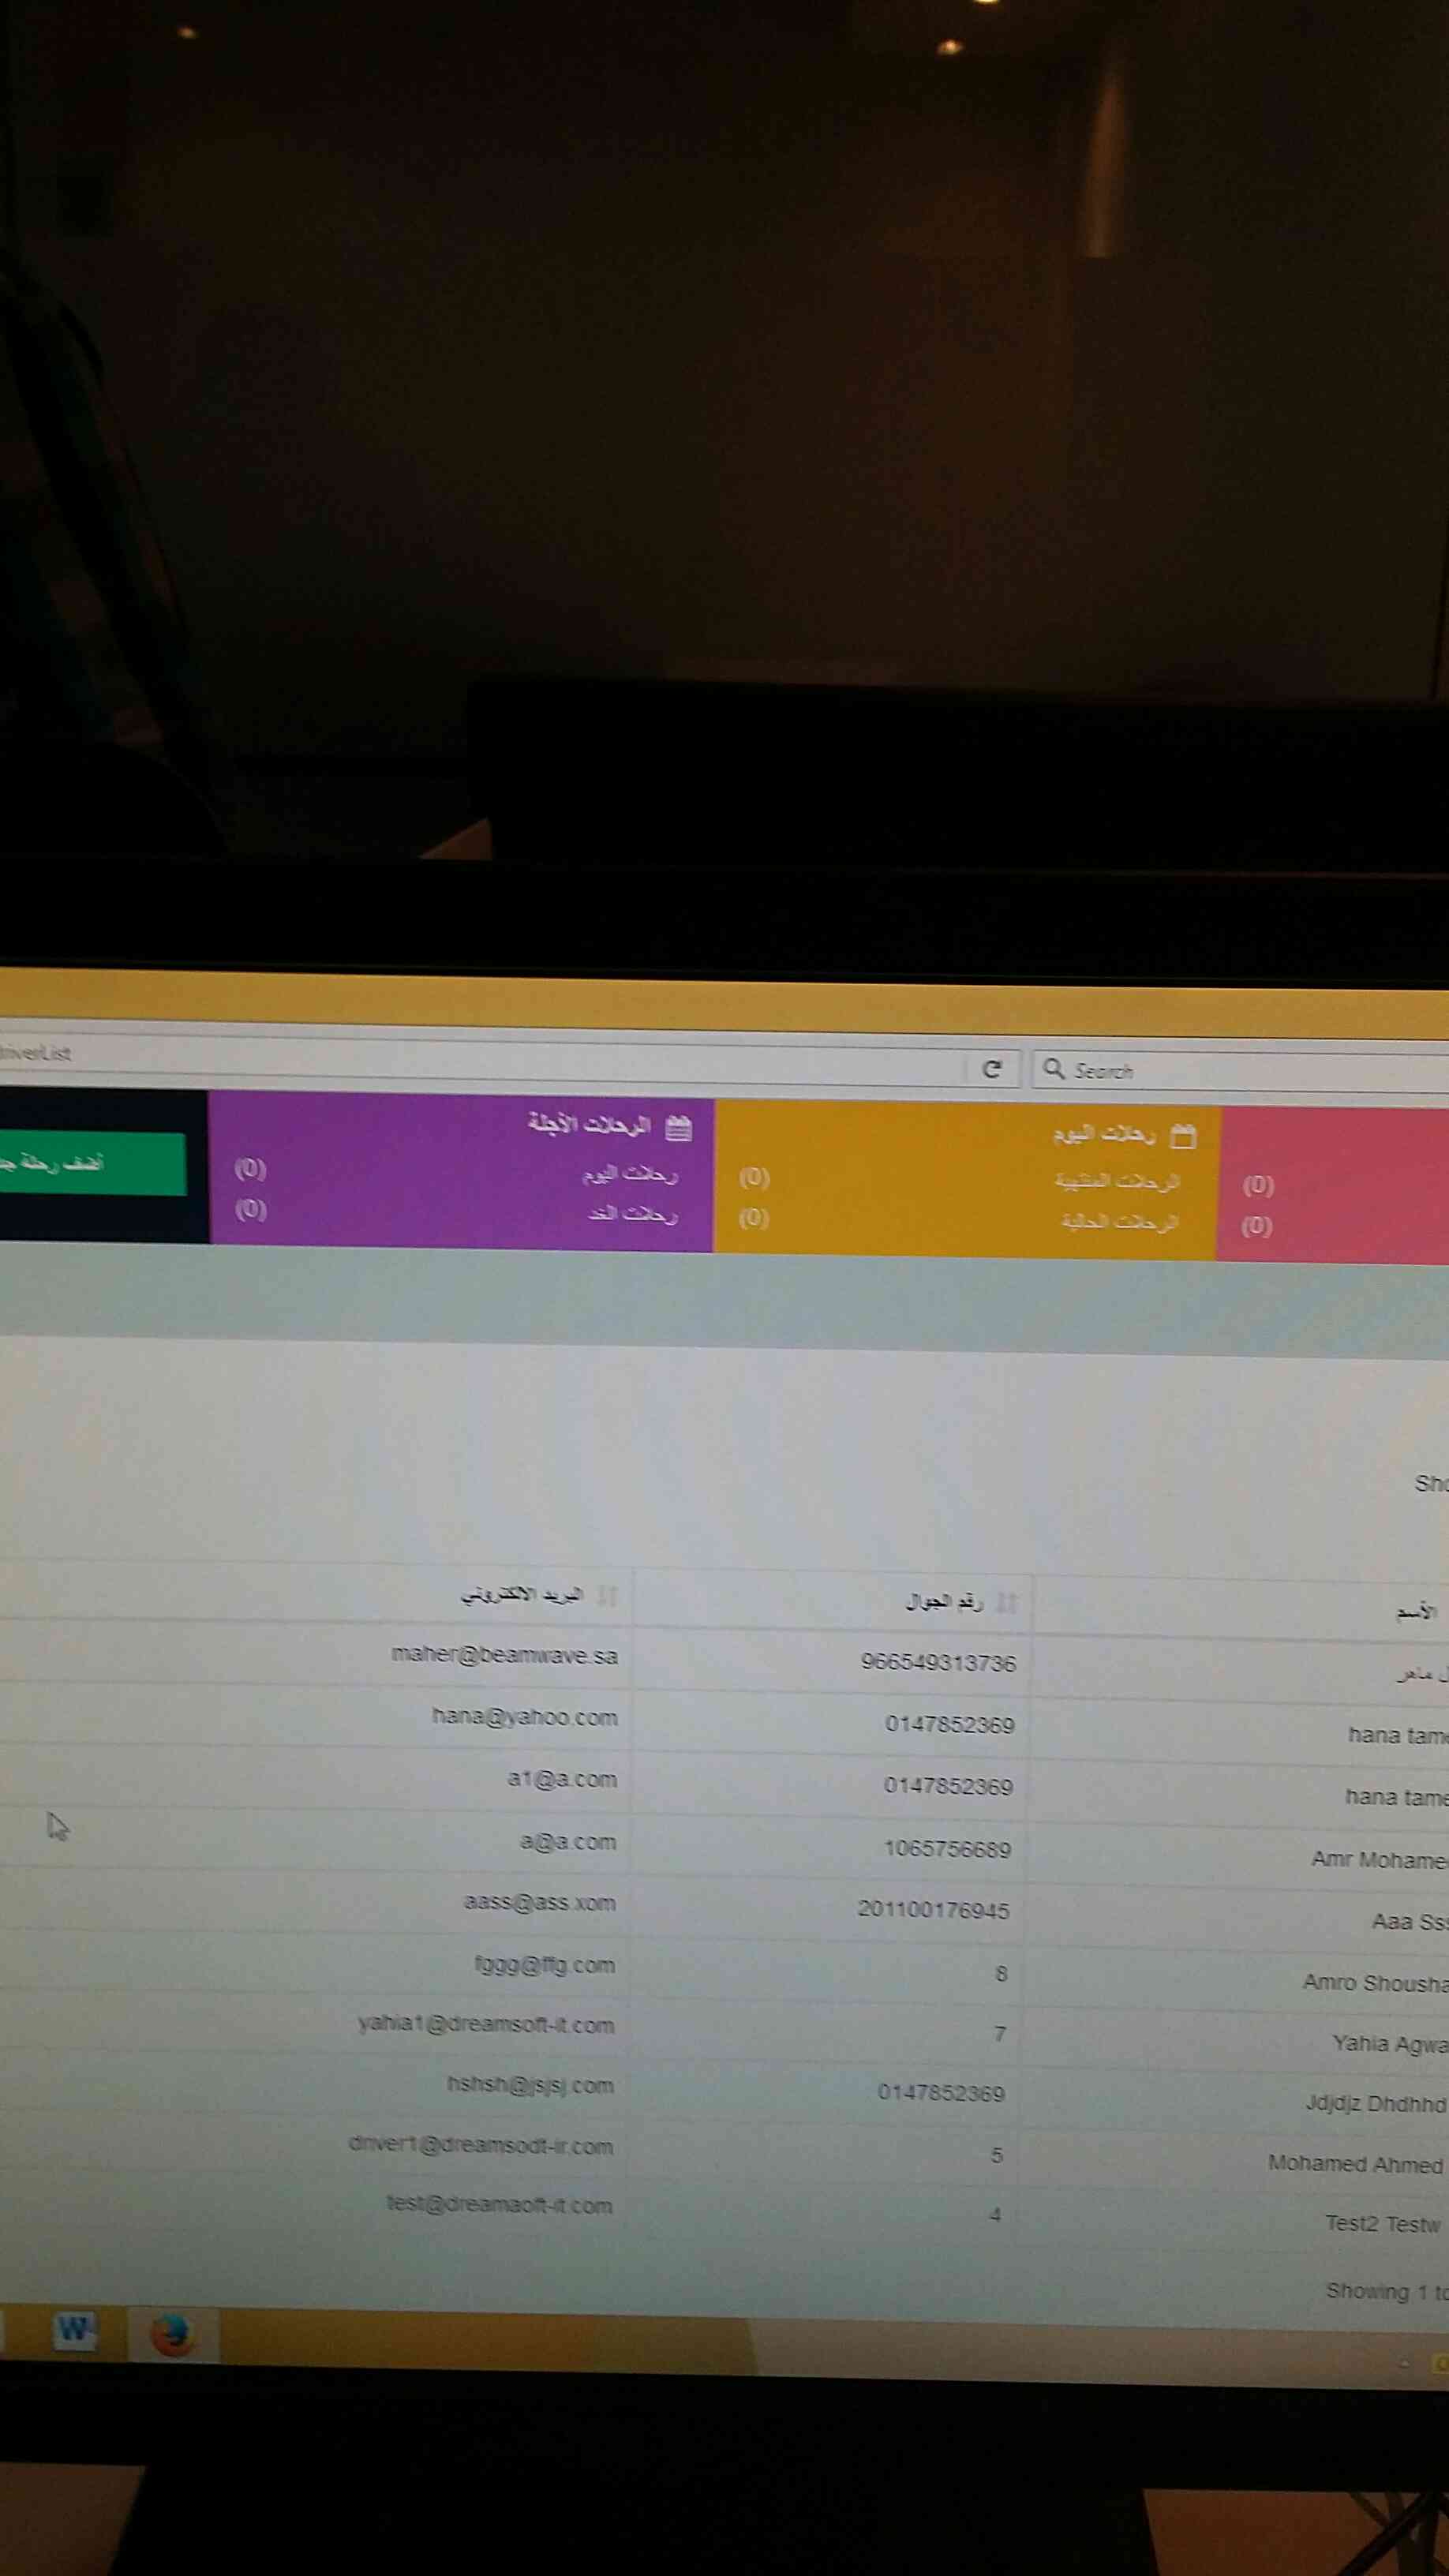 riverList
Search
الرحلات الآجلة
رحلات اليوم (0)
رحلات الغد (0)
رحلات اليوم
الرحلات المنتهية (0)
الرحلات الحالية (0)
(0)
(0)
أضف رحلة جد
Sho
الأسم رقم الجوال البريد الالكتروني
ماهر 966549313736 maher@beamwave.sa
hana tame 0147852369 hana@yahoo.com
hana tame 0147852369 a1@a.com
Amr Mohame 1065756689 a@a.com
Aaa Sss 201100176945 aass@ass.xom
Amro Shousha 8 fggg@ffg.com
Yahia Agwa 7 yahia1@dreamsoft-it.com
Jdjdjz Dhdhhd 0147852369 hshsh@jsjsj.com
Mohamed Ahmed 5 driver1@dreamsodt-ir.com
Test2 Testw 4 test@dreamaoft-it.com
Showing 1 to
W